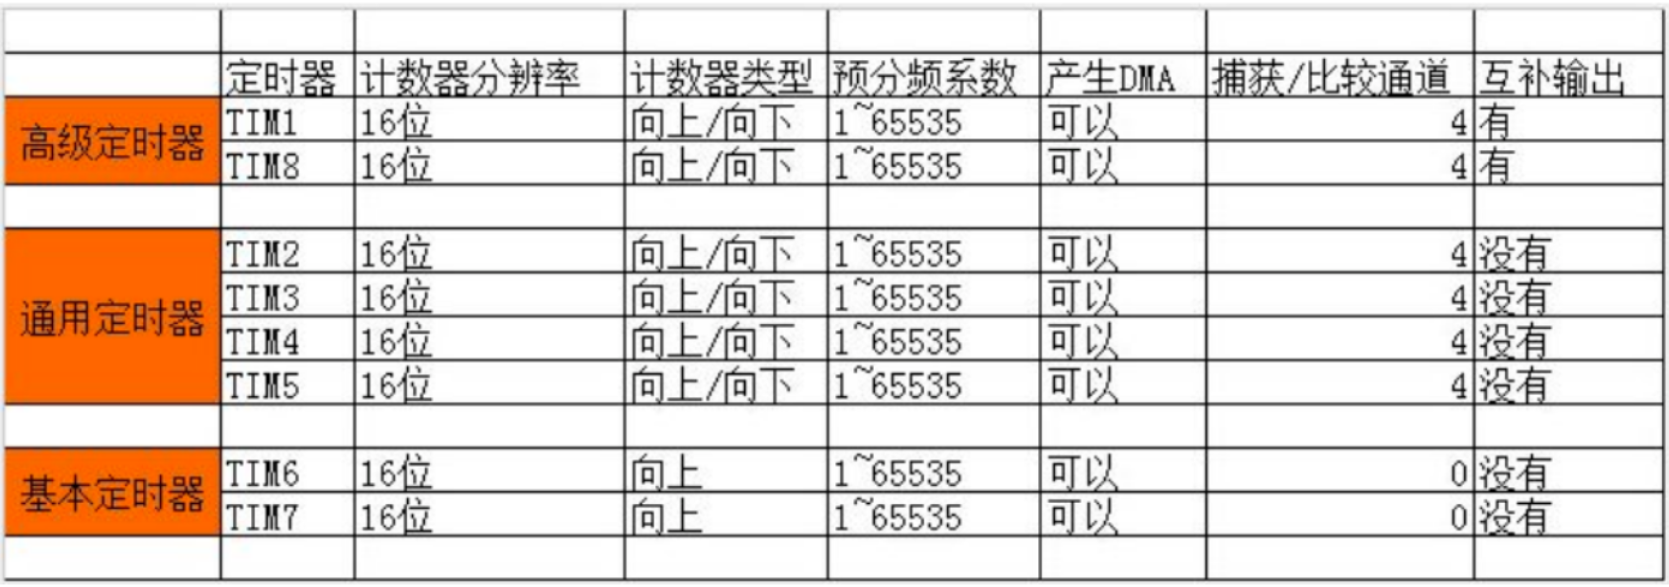 定时器 计数器分辨率 计数器类型 预分频系数 产生DMA 捕获/比较通道 互补输出
高级定时器 TIM1 16位 向上/向下 1~65535 可以 4 有
TIM8 16位 向上/向下 1~65535 可以 4 有
通用定时器 TIM2 16位 向上/向下 1~65535 可以 4 没有
TIM3 16位 向上/向下 1~65535 可以 4 没有
TIM4 16位 向上/向下 1~65535 可以 4 没有
TIM5 16位 向上/向下 1~65535 可以 4 没有
基本定时器 TIM6 16位 向上 1~65535 可以 0 没有
TIM7 16位 向上 1~65535 可以 0 没有